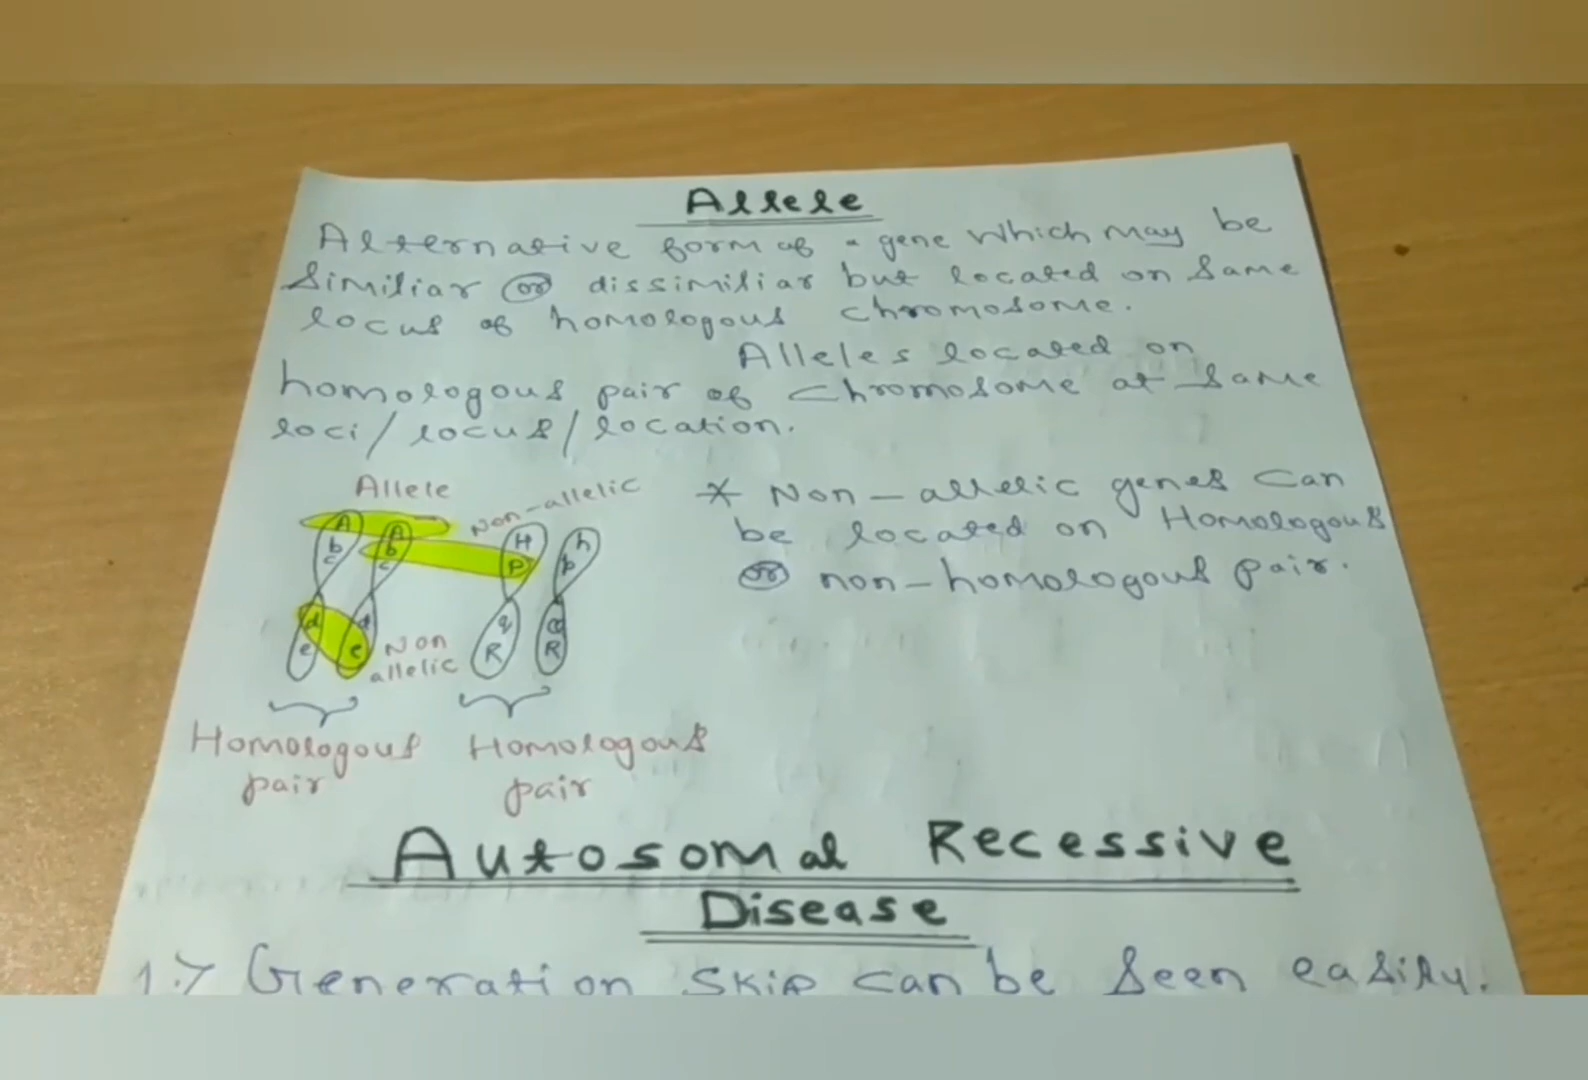 Allele
Alternative form of a gene which may be
Similiar or dissimiliar but located on Same
locus of homologous chromosome.
Alleles located on
homologous pair of chromosome at Same
loci/locus/location.
Allele
Non-allelic
* Non-allelic genes can
be located on Homologous
or non-homologous pair.
A
b
c
d
e
A
b
c
d
e
H
P
q
R
h
p
q
R
Non
allelic
Homologous
pair
Homologous
pair
Autosomal Recessive
Disease
1.> Generation Skip can be Seen easily.